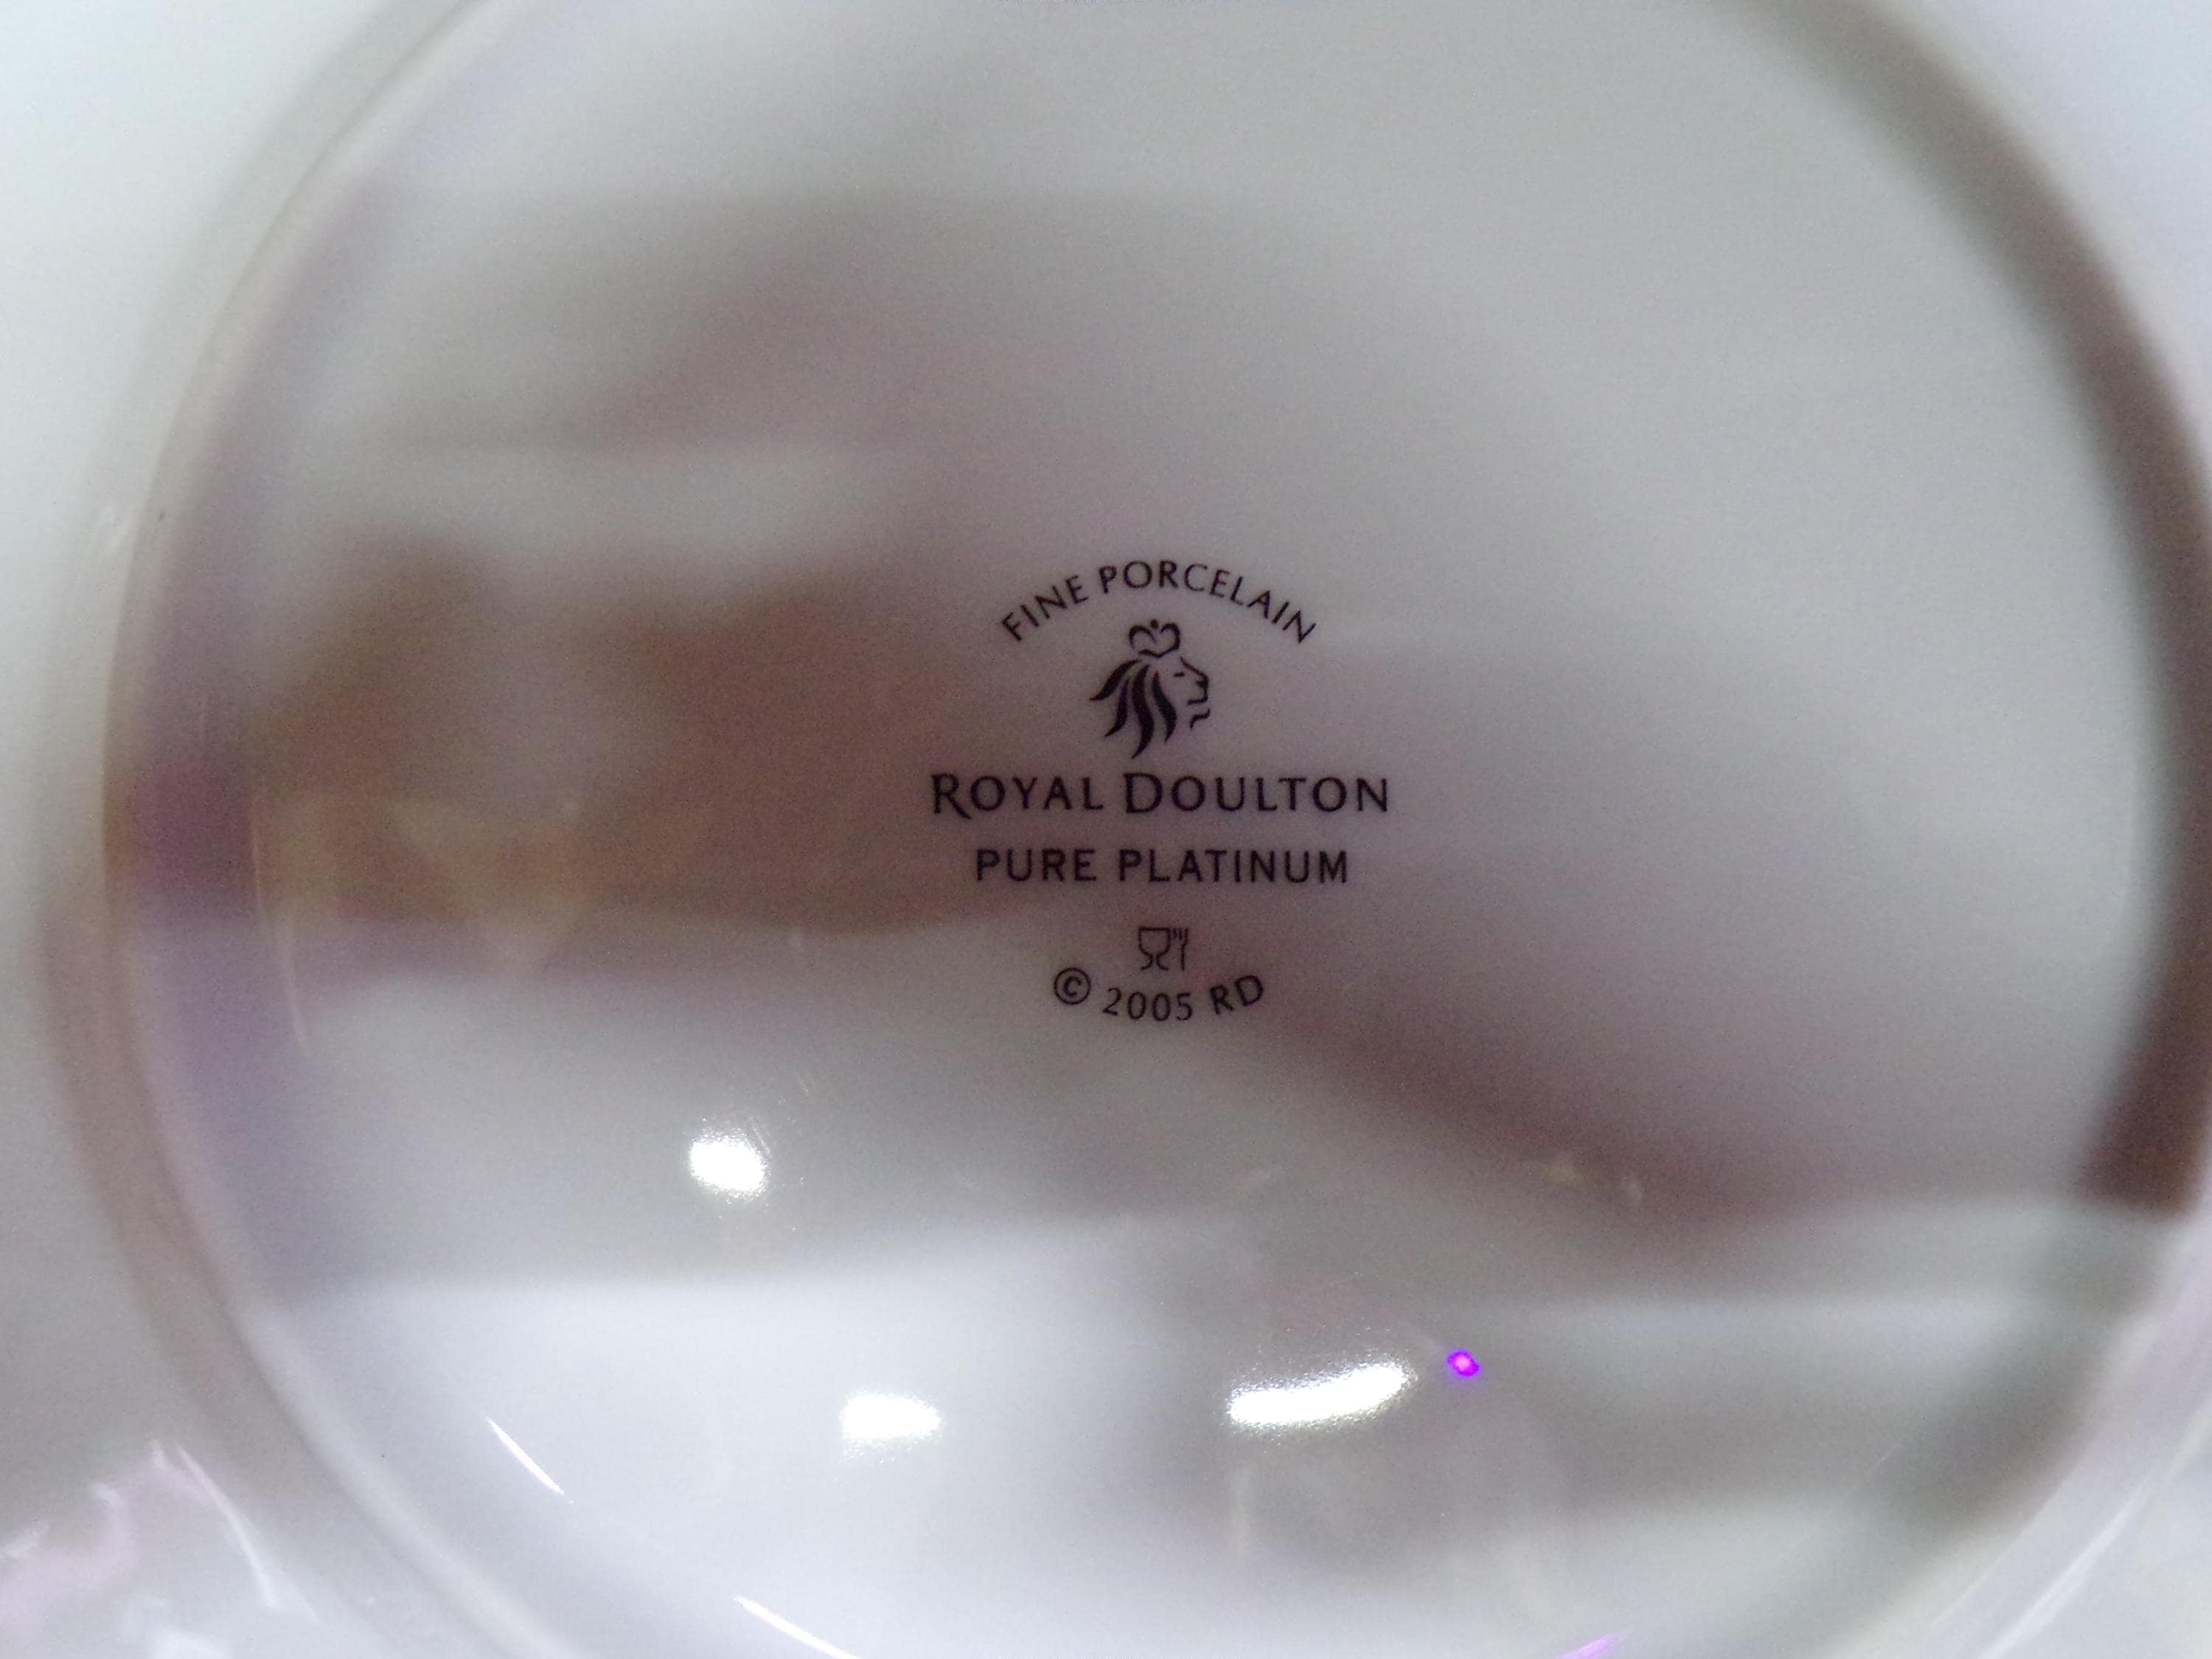 FINE PORCELAIN
ROYAL DOULTON
PURE PLATINUM
© 2005 RD